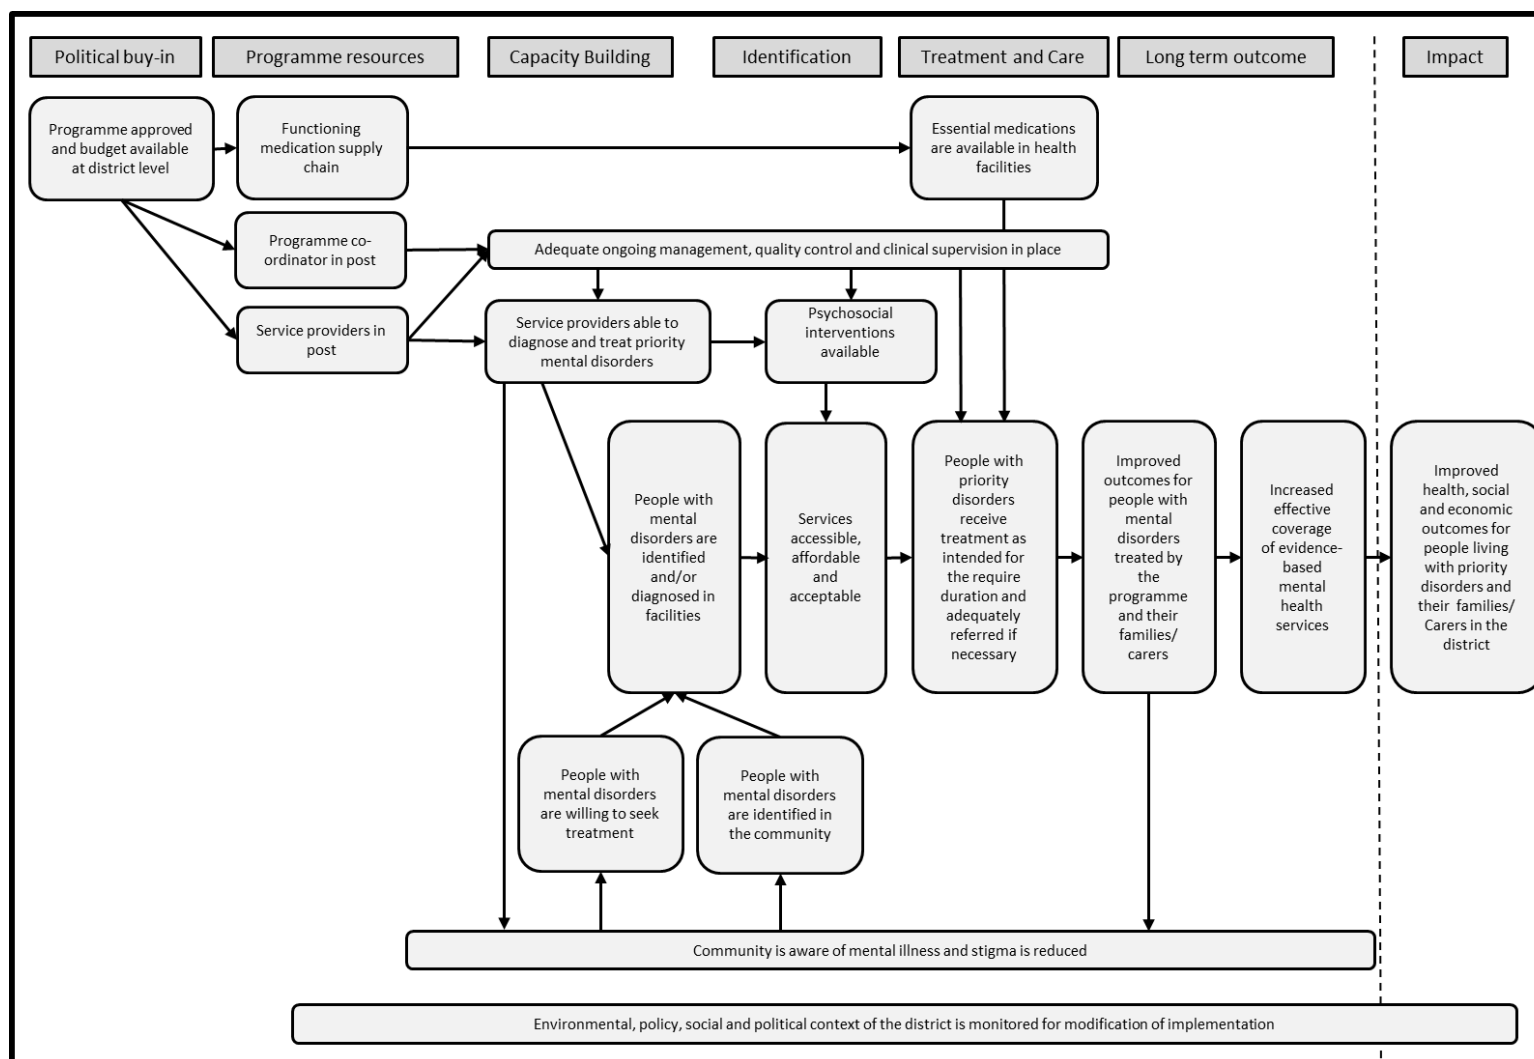 Political buy-in
Programme resources
Capacity Building
Identification
Treatment and Care
Long term outcome
Impact
Programme approved
and budget available
at district level
Functioning
medication supply
chain
Essential medications
are available in health
facilities
Programme co-
ordinator in post
Adequate ongoing management, quality control and clinical supervision in place
Service providers in
post
Service providers able to
diagnose and treat priority
mental disorders
Psychosocial
interventions
available
People with
mental
disorders are
identified
and/or
diagnosed in
facilities
Services
accessible,
affordable
and
acceptable
People with
priority
disorders
receive
treatment as
intended for
the require
duration and
adequately
referred if
necessary
Improved
outcomes for
people with
mental
disorders
treated by
the
programme
and their
families/
carers
Increased
effective
coverage
of evidence-
based
mental
health
services
Improved
health, social
and economic
outcomes for
people living
with priority
disorders and
their families/
Carers in the
district
People with
mental disorders
are willing to seek
treatment
People with
mental disorders
are identified in
the community
Community is aware of mental illness and stigma is reduced
Environmental, policy, social and political context of the district is monitored for modification of implementation